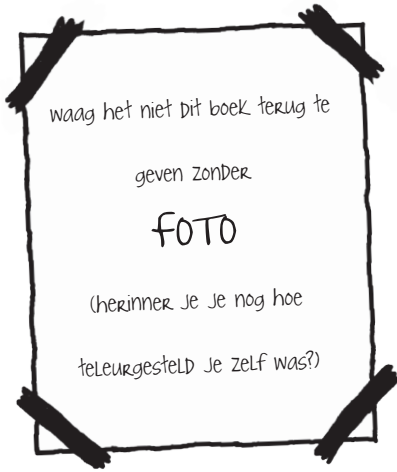 waag het niet dit boek terug te
geven zonder
FOTO
(herinner je je nog hoe
teleurgesteld je zelf was?)